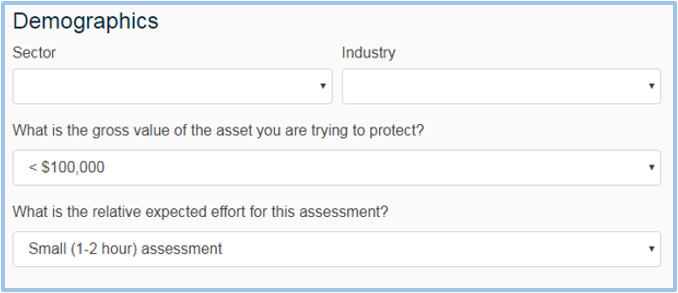 Demographics
Sector
Industry
What is the gross value of the asset you are trying to protect?
< $100,000
What is the relative expected effort for this assessment?
Small (1-2 hour) assessment